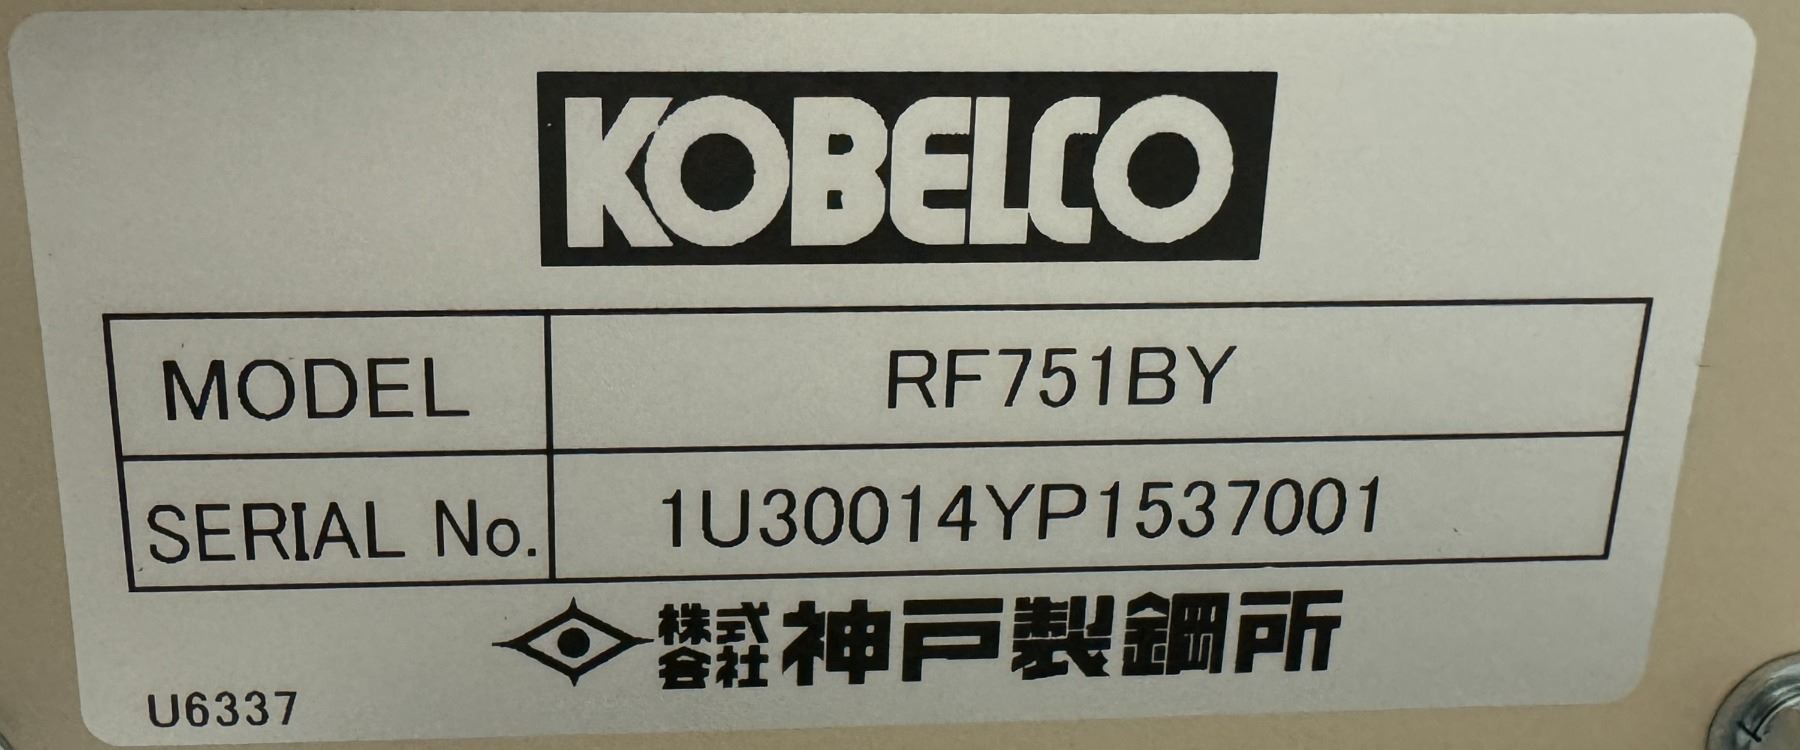 KOBELCO
MODEL RF751BY
SERIAL No. 1U30014YP1537001
株式会社 神戸製鋼所
U6337